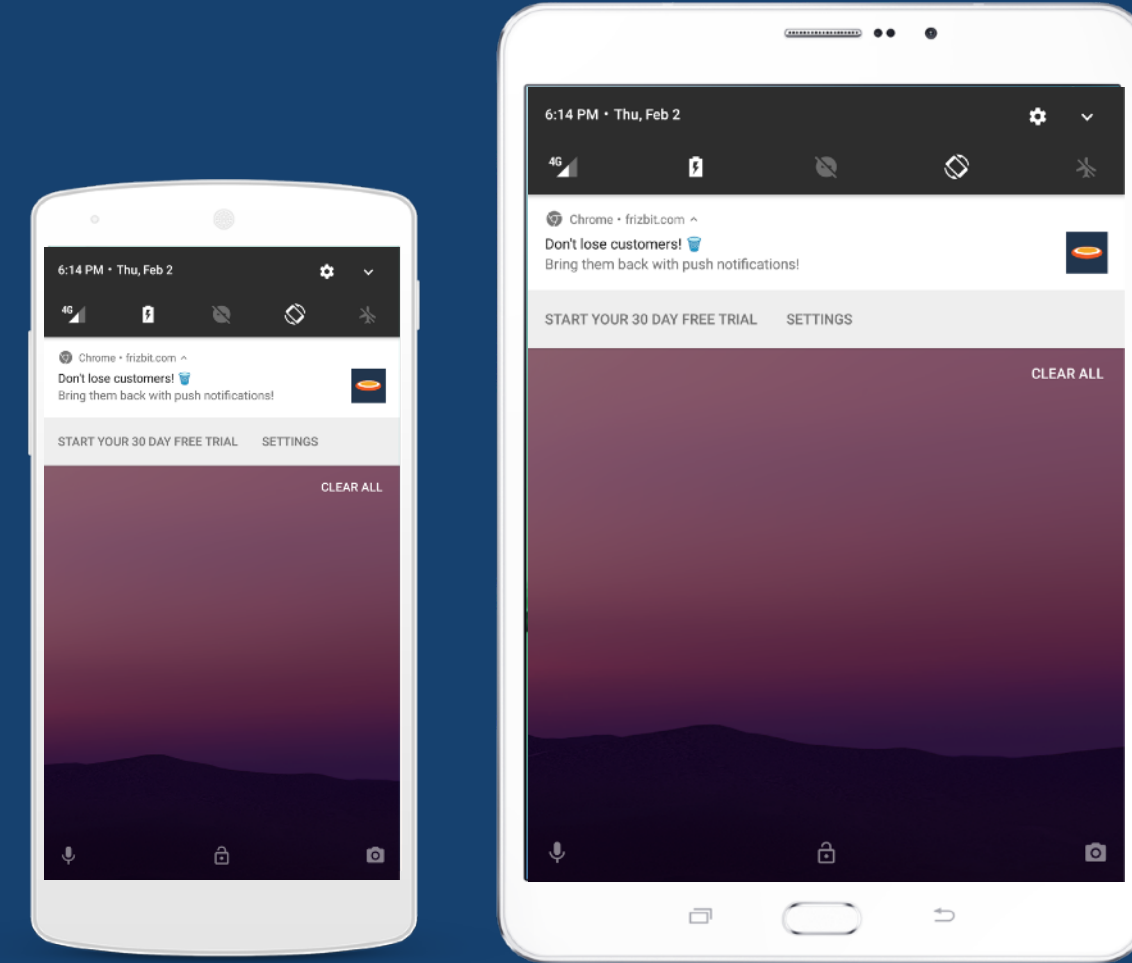 6:14 PM • Thu, Feb 2
4G
Chrome • frizbit.com
Don't lose customers! 🗑️
Bring them back with push notifications!
START YOUR 30 DAY FREE TRIAL SETTINGS
CLEAR ALL
6:14 PM • Thu, Feb 2
4G
Chrome • frizbit.com
Don't lose customers! 🗑️
Bring them back with push notifications!
START YOUR 30 DAY FREE TRIAL SETTINGS
CLEAR ALL